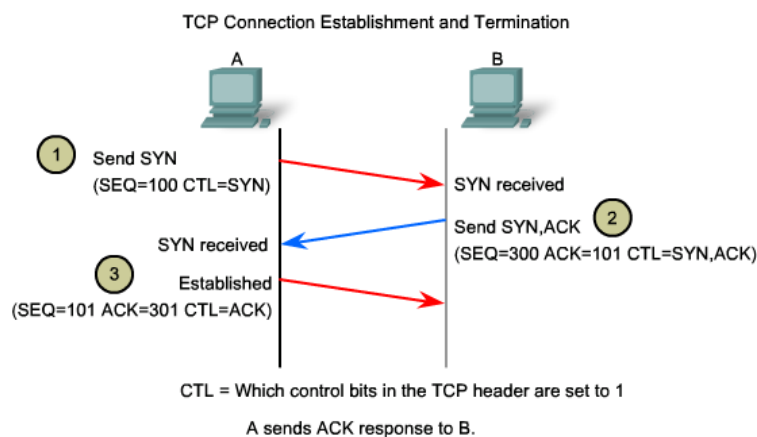 TCP Connection Establishment and Termination
A
B
1
Send SYN
(SEQ=100 CTL=SYN)
SYN received
Send SYN,ACK
2
(SEQ=300 ACK=101 CTL=SYN,ACK)
SYN received
3
Established
(SEQ=101 ACK=301 CTL=ACK)
CTL = Which control bits in the TCP header are set to 1
A sends ACK response to B.